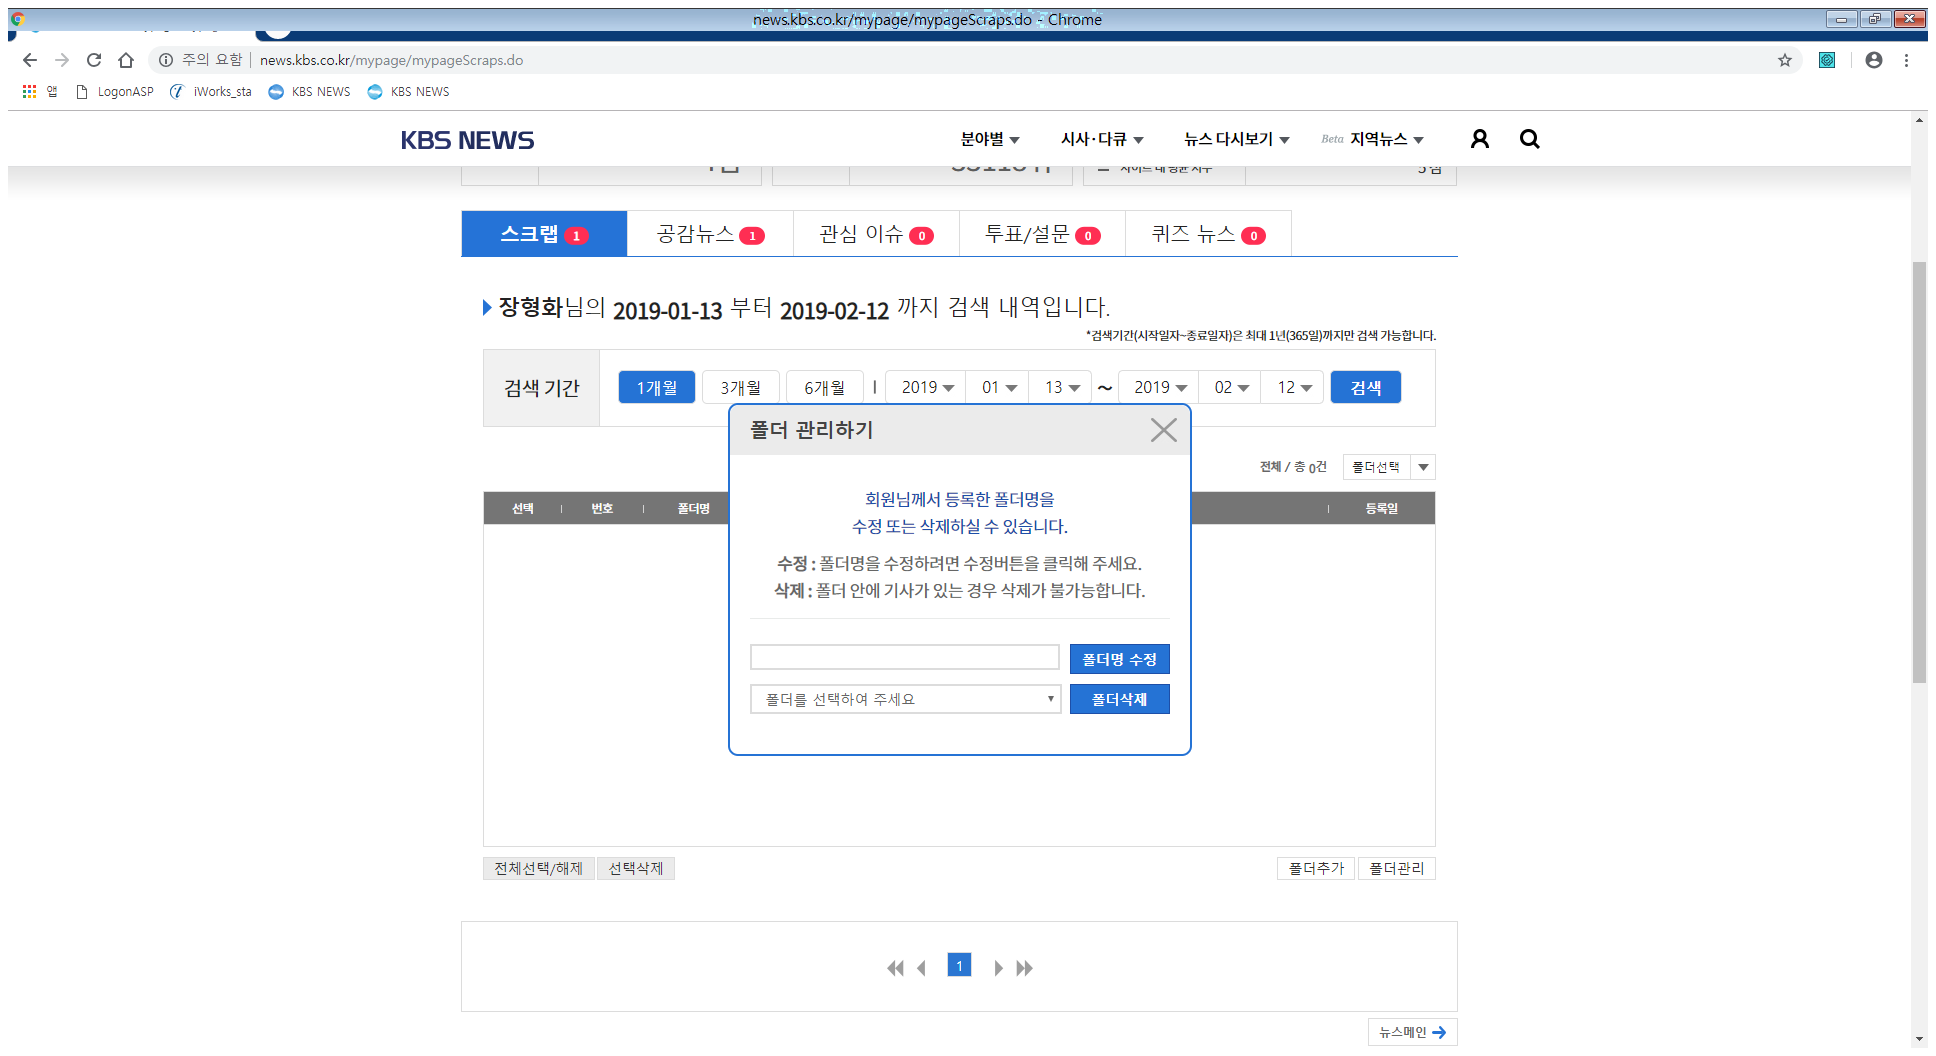 news.kbs.co.kr/mypage/mypageScraps.do - Chrome
주의 요함 | news.kbs.co.kr/mypage/mypageScraps.do
앱 LogonASP iWorks_sta KBS NEWS KBS NEWS
KBS NEWS 분야별 시사·다큐 뉴스 다시보기 Beta 지역뉴스
스크랩 1 공감뉴스 1 관심 이슈 0 투표/설문 0 퀴즈 뉴스 0
장형화님의 2019-01-13 부터 2019-02-12 까지 검색 내역입니다.
*검색기간(시작일자~종료일자)은 최대 1년(365일)까지만 검색 가능합니다.
검색 기간 1개월 3개월 6개월 | 2019 01 13 ~ 2019 02 12 검색
전체 / 총 0건 폴더선택
선택 번호 폴더명 등록일
폴더 관리하기
회원님께서 등록한 폴더명을
수정 또는 삭제하실 수 있습니다.
수정 : 폴더명을 수정하려면 수정버튼을 클릭해 주세요.
삭제 : 폴더 안에 기사가 있는 경우 삭제가 불가능합니다.
폴더명 수정
폴더를 선택하여 주세요 폴더삭제
전체선택/해제 선택삭제 폴더추가 폴더관리
1
뉴스메인